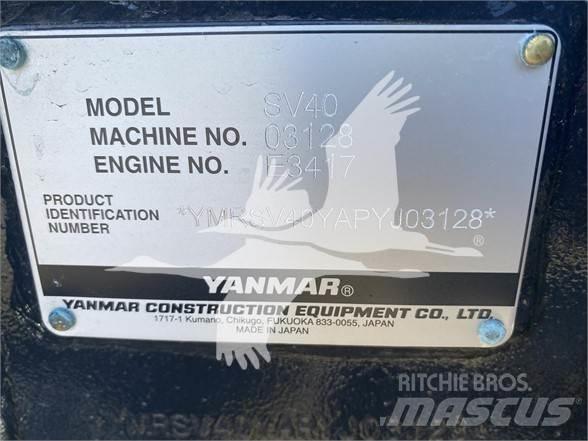 MODEL SV40
MACHINE NO. 03128
ENGINE NO. E3417
PRODUCT
IDENTIFICATION
NUMBER
*YMRSV40YAPYJ03128*
®
YANMAR®
YANMAR CONSTRUCTION EQUIPMENT CO., LTD.
1717-1 Kumano, Chikugo, FUKUOKA 833-0055, JAPAN
MADE IN JAPAN
RITCHIE BROS.
MASCUS